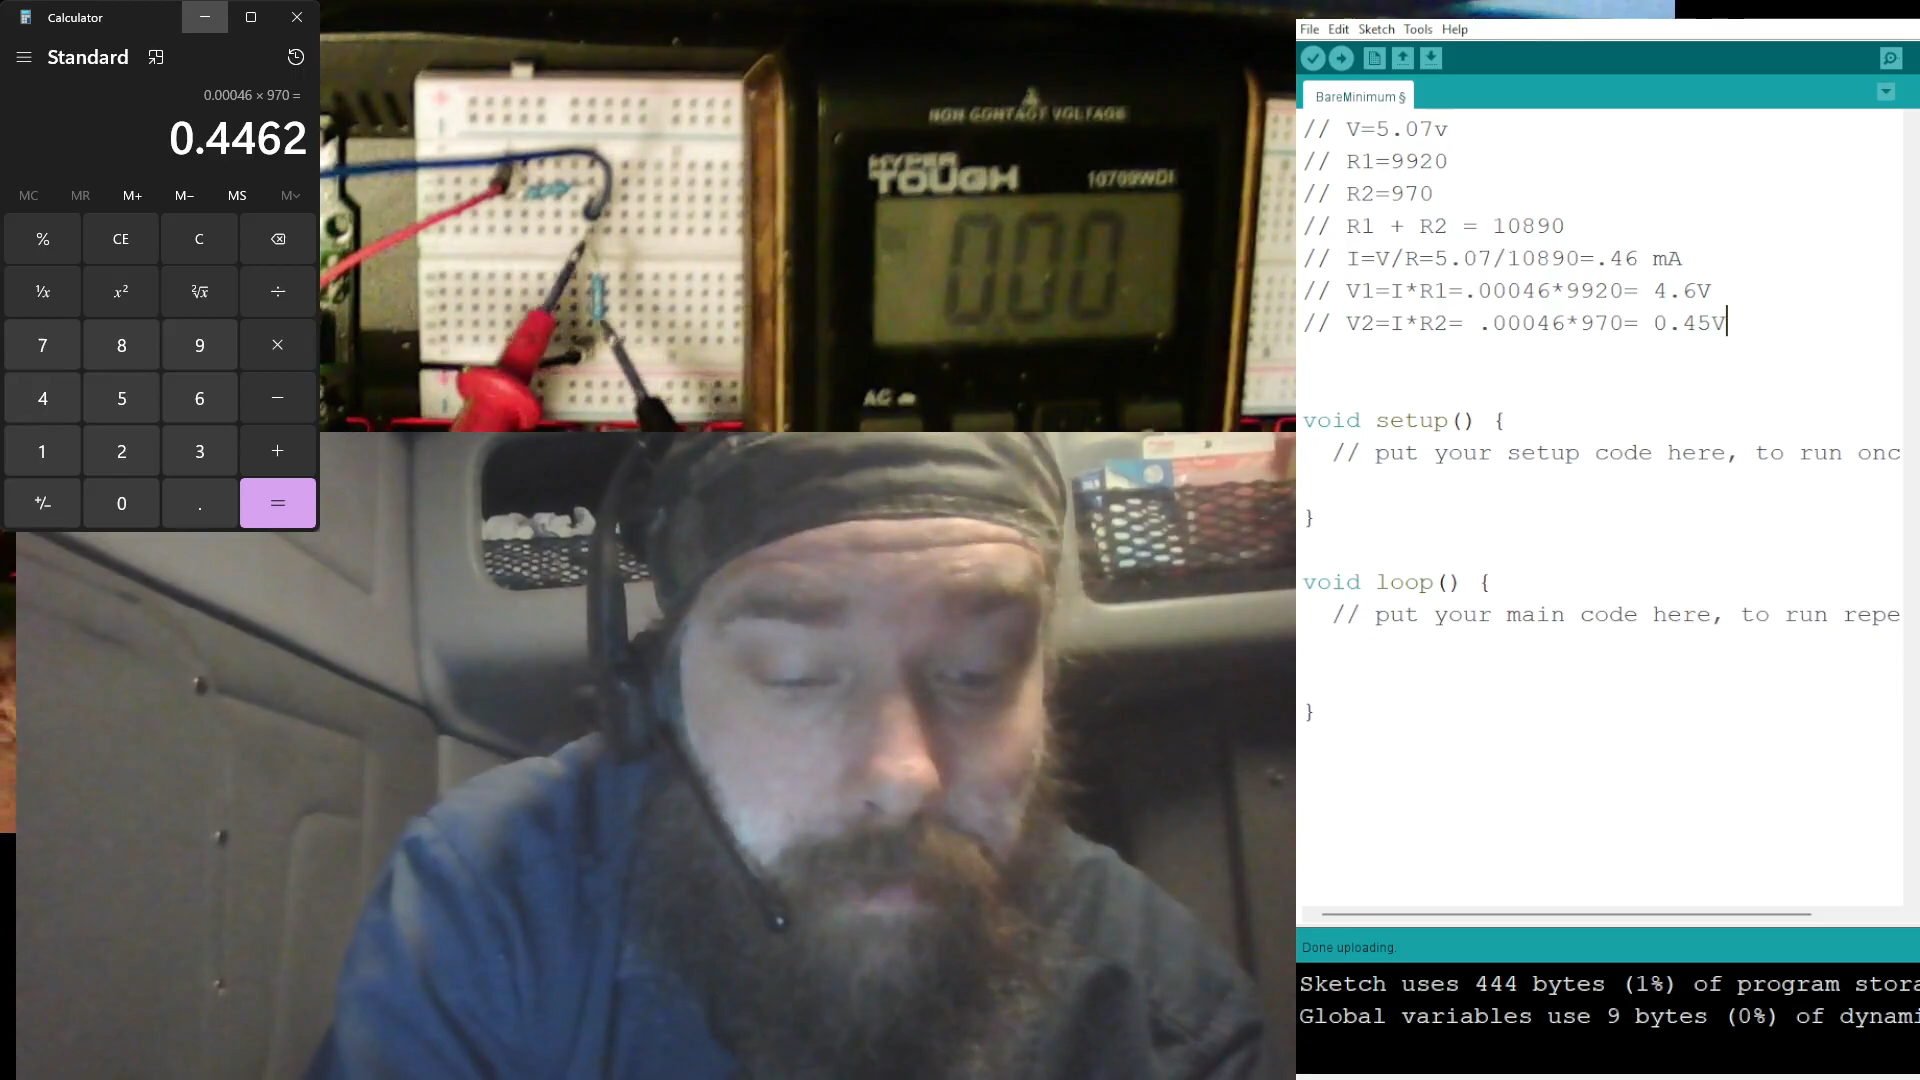 Calculator
Standard
0.00046 × 970 =
0.4462
MC MR M+ M− MS M
% CE C
¹/x x² ²√x ÷
7 8 9 ×
4 5 6 −
1 2 3 +
+/− 0 . =
NON CONTACT VOLTAGE
HYPER
TOUGH 10709WDI
000
AC
File Edit Sketch Tools Help
BareMinimum §
// V=5.07v
// R1=9920
// R2=970
// R1 + R2 = 10890
// I=V/R=5.07/10890=.46 mA
// V1=I*R1=.00046*9920= 4.6V
// V2=I*R2= .00046*970= 0.45V
void setup() {
// put your setup code here, to run onc
}
void loop() {
// put your main code here, to run repe
}
Done uploading.
Sketch uses 444 bytes (1%) of program stora
Global variables use 9 bytes (0%) of dynami